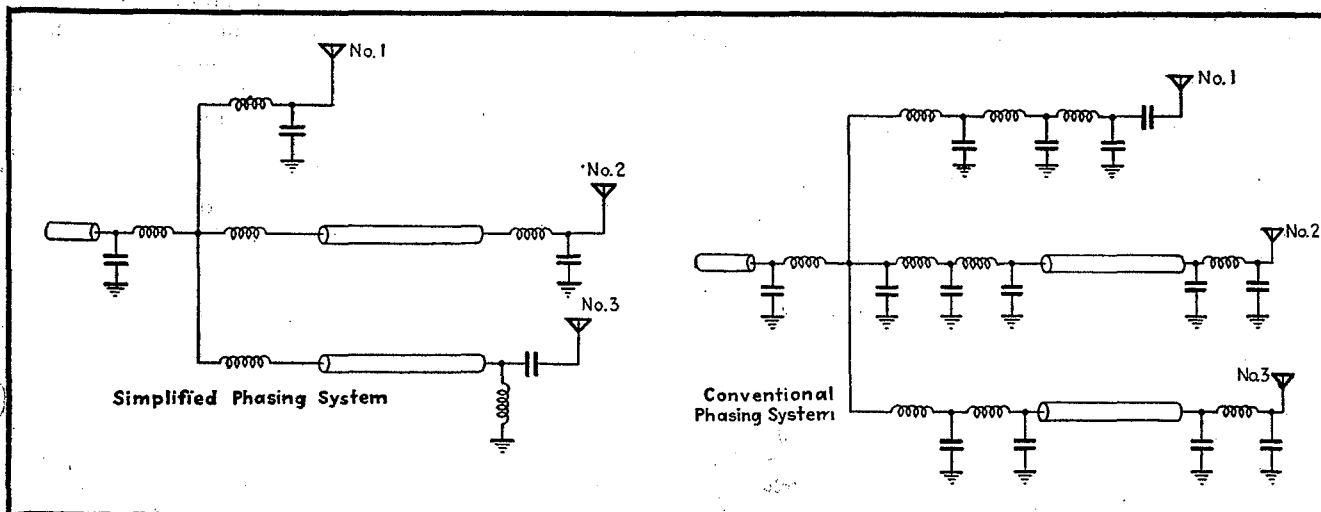 No.1
No.2
No.3
Simplified Phasing System
No.1
No.2
No.3
Conventional
Phasing System